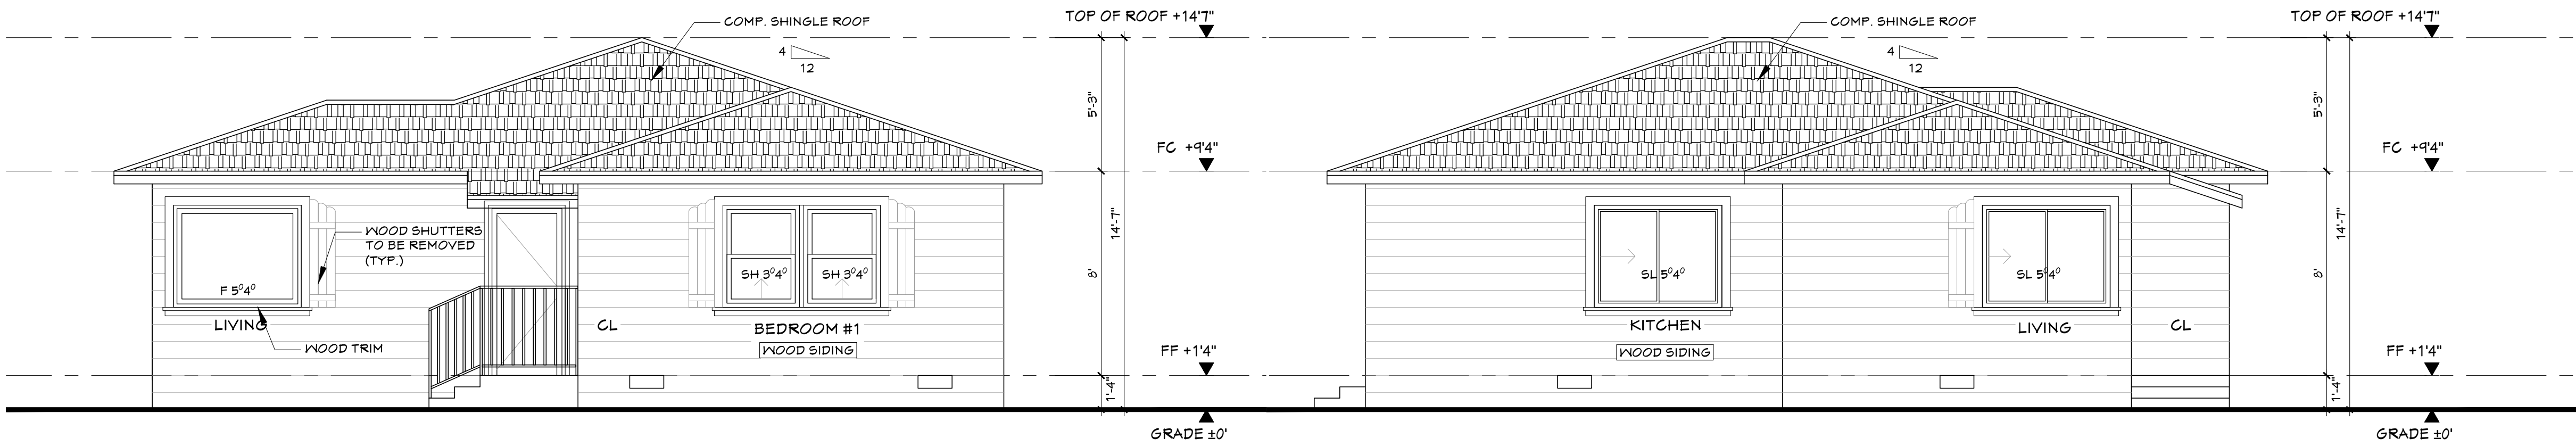 COMP. SHINGLE ROOF
4
12
TOP OF ROOF +14'7"
5'-3"
FC +9'4"
14'-7"
8'
WOOD SHUTTERS
TO BE REMOVED
(TYP.)
F 5⁰4⁰
SH 3⁰4⁰
SH 3⁰4⁰
LIVING
CL
BEDROOM #1
WOOD SIDING
WOOD TRIM
FF +1'4"
1'-4"
GRADE ±0'
COMP. SHINGLE ROOF
4
12
TOP OF ROOF +14'7"
5'-3"
FC +9'4"
14'-7"
8'
SL 5⁰4⁰
SL 5⁰4⁰
KITCHEN
LIVING
CL
WOOD SIDING
FF +1'4"
1'-4"
GRADE ±0'